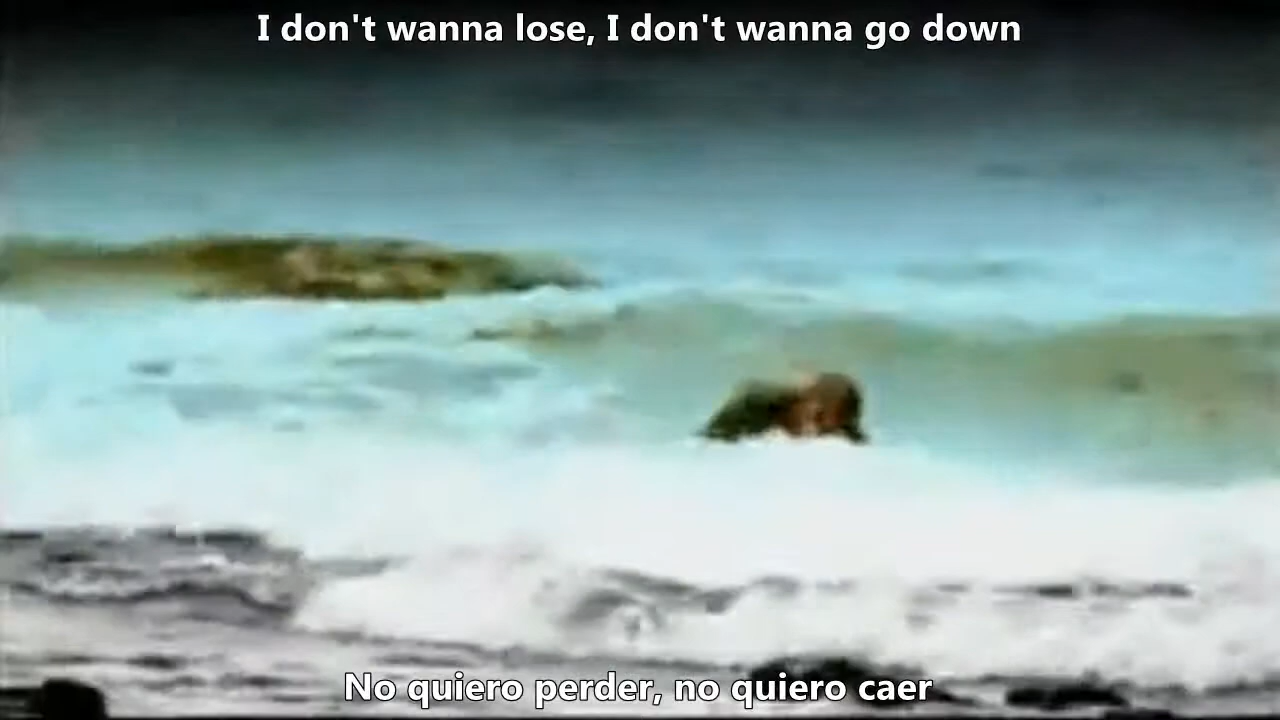 I don't wanna lose, I don't wanna go down
No quiero perder, no quiero caer